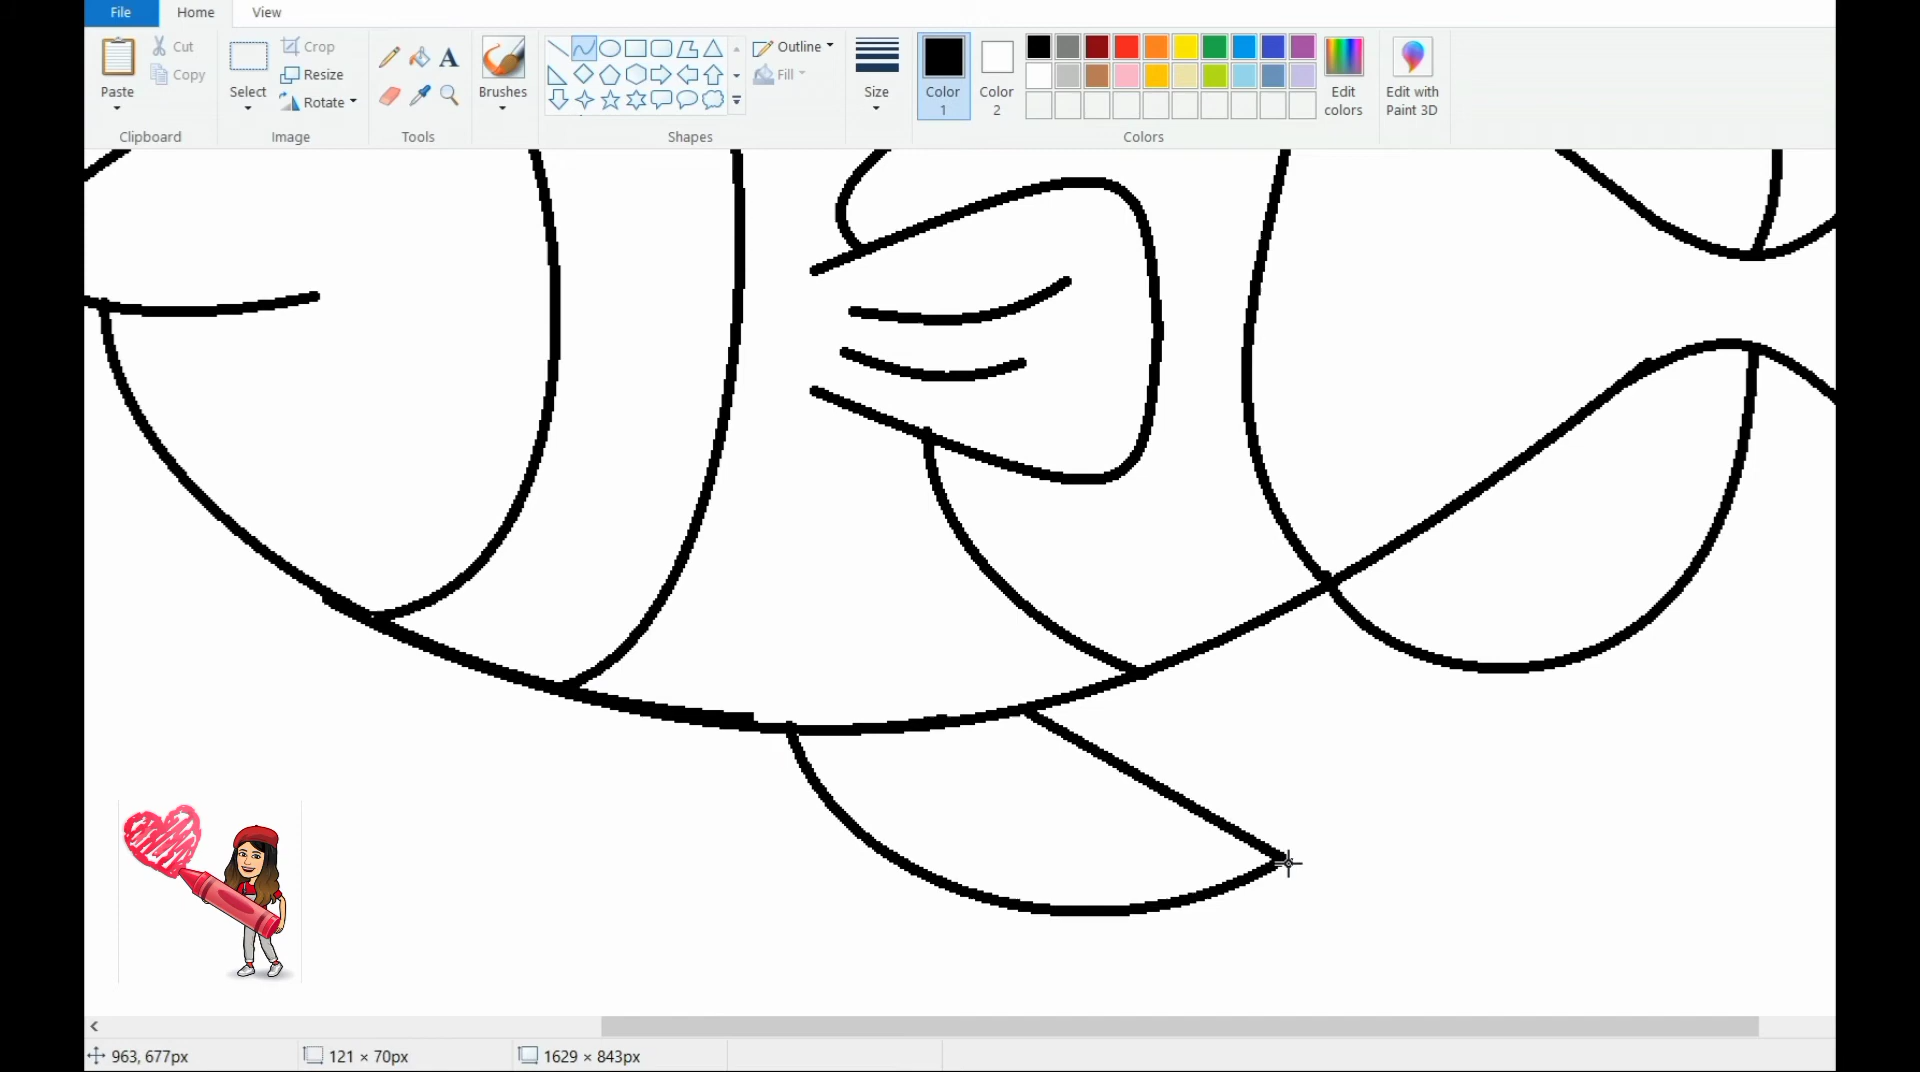 File Home View
Paste
Cut
Copy
Clipboard
Select
Crop
Resize
Rotate
Image
A
Tools
Brushes
Outline
Fill
Shapes
Size
Color
1
Color
2
Edit
colors
Colors
Edit with
Paint 3D
963, 677px 121 × 70px 1629 × 843px